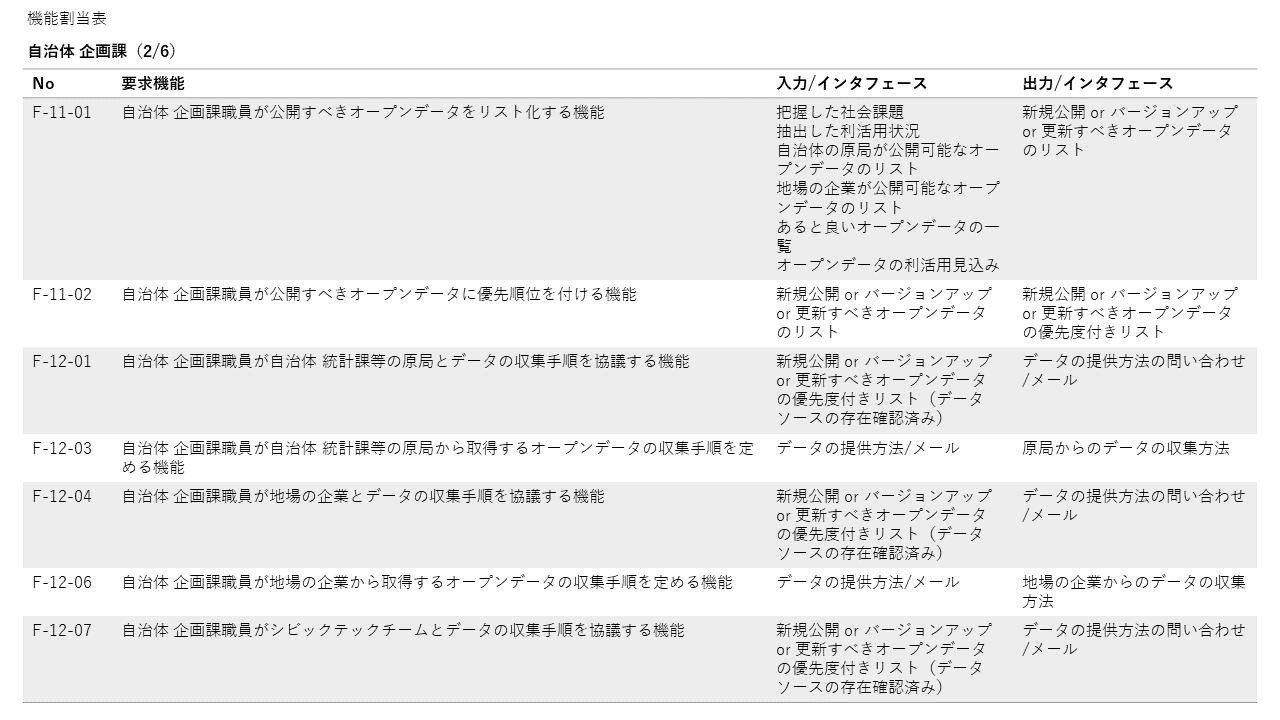 機能割当表
自治体 企画課（2/6）
No 要求機能 入力/インタフェース 出力/インタフェース
F-11-01 自治体 企画課職員が公開すべきオープンデータをリスト化する機能 把握した社会課題 新規公開 or バージョンアップ
抽出した利活用状況 or 更新すべきオープンデータ
自治体の原局が公開可能なオー のリスト
プンデータのリスト
地場の企業が公開可能なオープ
ンデータのリスト
あると良いオープンデータの一
覧
オープンデータの利活用見込み
F-11-02 自治体 企画課職員が公開すべきオープンデータに優先順位を付ける機能 新規公開 or バージョンアップ 新規公開 or バージョンアップ
or 更新すべきオープンデータ or 更新すべきオープンデータ
のリスト の優先度付きリスト
F-12-01 自治体 企画課職員が自治体 統計課等の原局とデータの収集手順を協議する機能 新規公開 or バージョンアップ データの提供方法の問い合わせ
or 更新すべきオープンデータ /メール
の優先度付きリスト（データ
ソースの存在確認済み）
F-12-03 自治体 企画課職員が自治体 統計課等の原局から取得するオープンデータの収集手順を定 データの提供方法/メール 原局からのデータの収集方法
める機能
F-12-04 自治体 企画課職員が地場の企業とデータの収集手順を協議する機能 新規公開 or バージョンアップ データの提供方法の問い合わせ
or 更新すべきオープンデータ /メール
の優先度付きリスト（データ
ソースの存在確認済み）
F-12-06 自治体 企画課職員が地場の企業から取得するオープンデータの収集手順を定める機能 データの提供方法/メール 地場の企業からのデータの収集
方法
F-12-07 自治体 企画課職員がシビックテックチームとデータの収集手順を協議する機能 新規公開 or バージョンアップ データの提供方法の問い合わせ
or 更新すべきオープンデータ /メール
の優先度付きリスト（データ
ソースの存在確認済み）